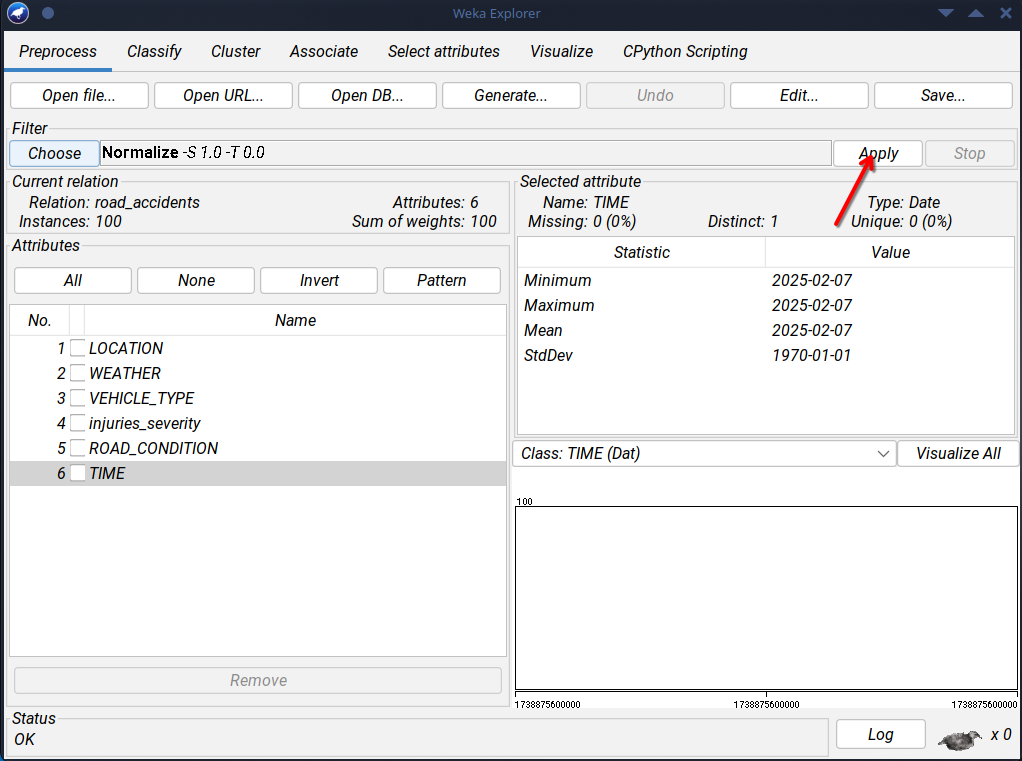 Weka Explorer
Preprocess Classify Cluster Associate Select attributes Visualize CPython Scripting
Open file... Open URL... Open DB... Generate... Undo Edit... Save...
Filter
Choose Normalize -S 1.0 -T 0.0 Apply Stop
Current relation
Relation: road_accidents Attributes: 6
Instances: 100 Sum of weights: 100
Attributes
All None Invert Pattern
No. Name
1 LOCATION
2 WEATHER
3 VEHICLE_TYPE
4 injuries_severity
5 ROAD_CONDITION
6 TIME
Remove
Selected attribute
Name: TIME Type: Date
Missing: 0 (0%) Distinct: 1 Unique: 0 (0%)
Statistic Value
Minimum 2025-02-07
Maximum 2025-02-07
Mean 2025-02-07
StdDev 1970-01-01
Class: TIME (Dat) Visualize All
100
1738875600000 1738875600000 1738875600000
Status
OK
Log x 0